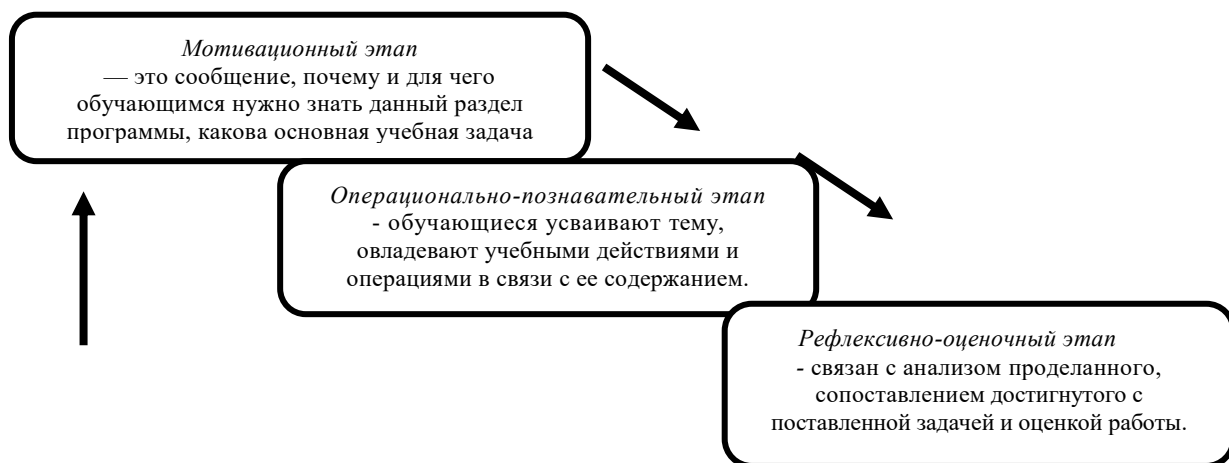 Мотивационный этап
— это сообщение, почему и для чего
обучающимся нужно знать данный раздел
программы, какова основная учебная задача
Операционально-познавательный этап
- обучающиеся усваивают тему,
овладевают учебными действиями и
операциями в связи с ее содержанием.
Рефлексивно-оценочный этап
- связан с анализом проделанного,
сопоставлением достигнутого с
поставленной задачей и оценкой работы.